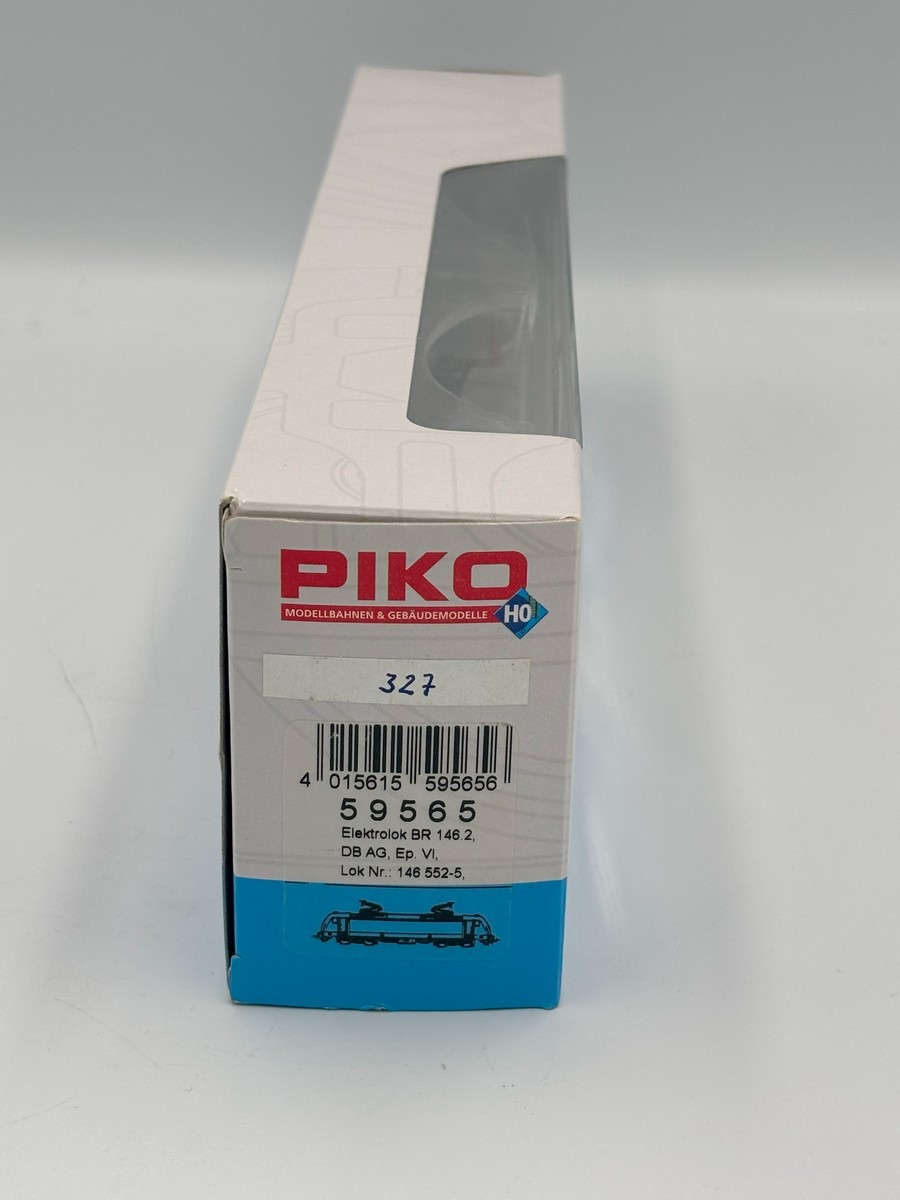 PIKO
MODELLBAHNEN & GEBÄUDEMODELLE
H0
327
4 015615 595656
59565
Elektrolok BR 146.2,
DB AG, Ep. VI,
Lok Nr.: 146 552-5,